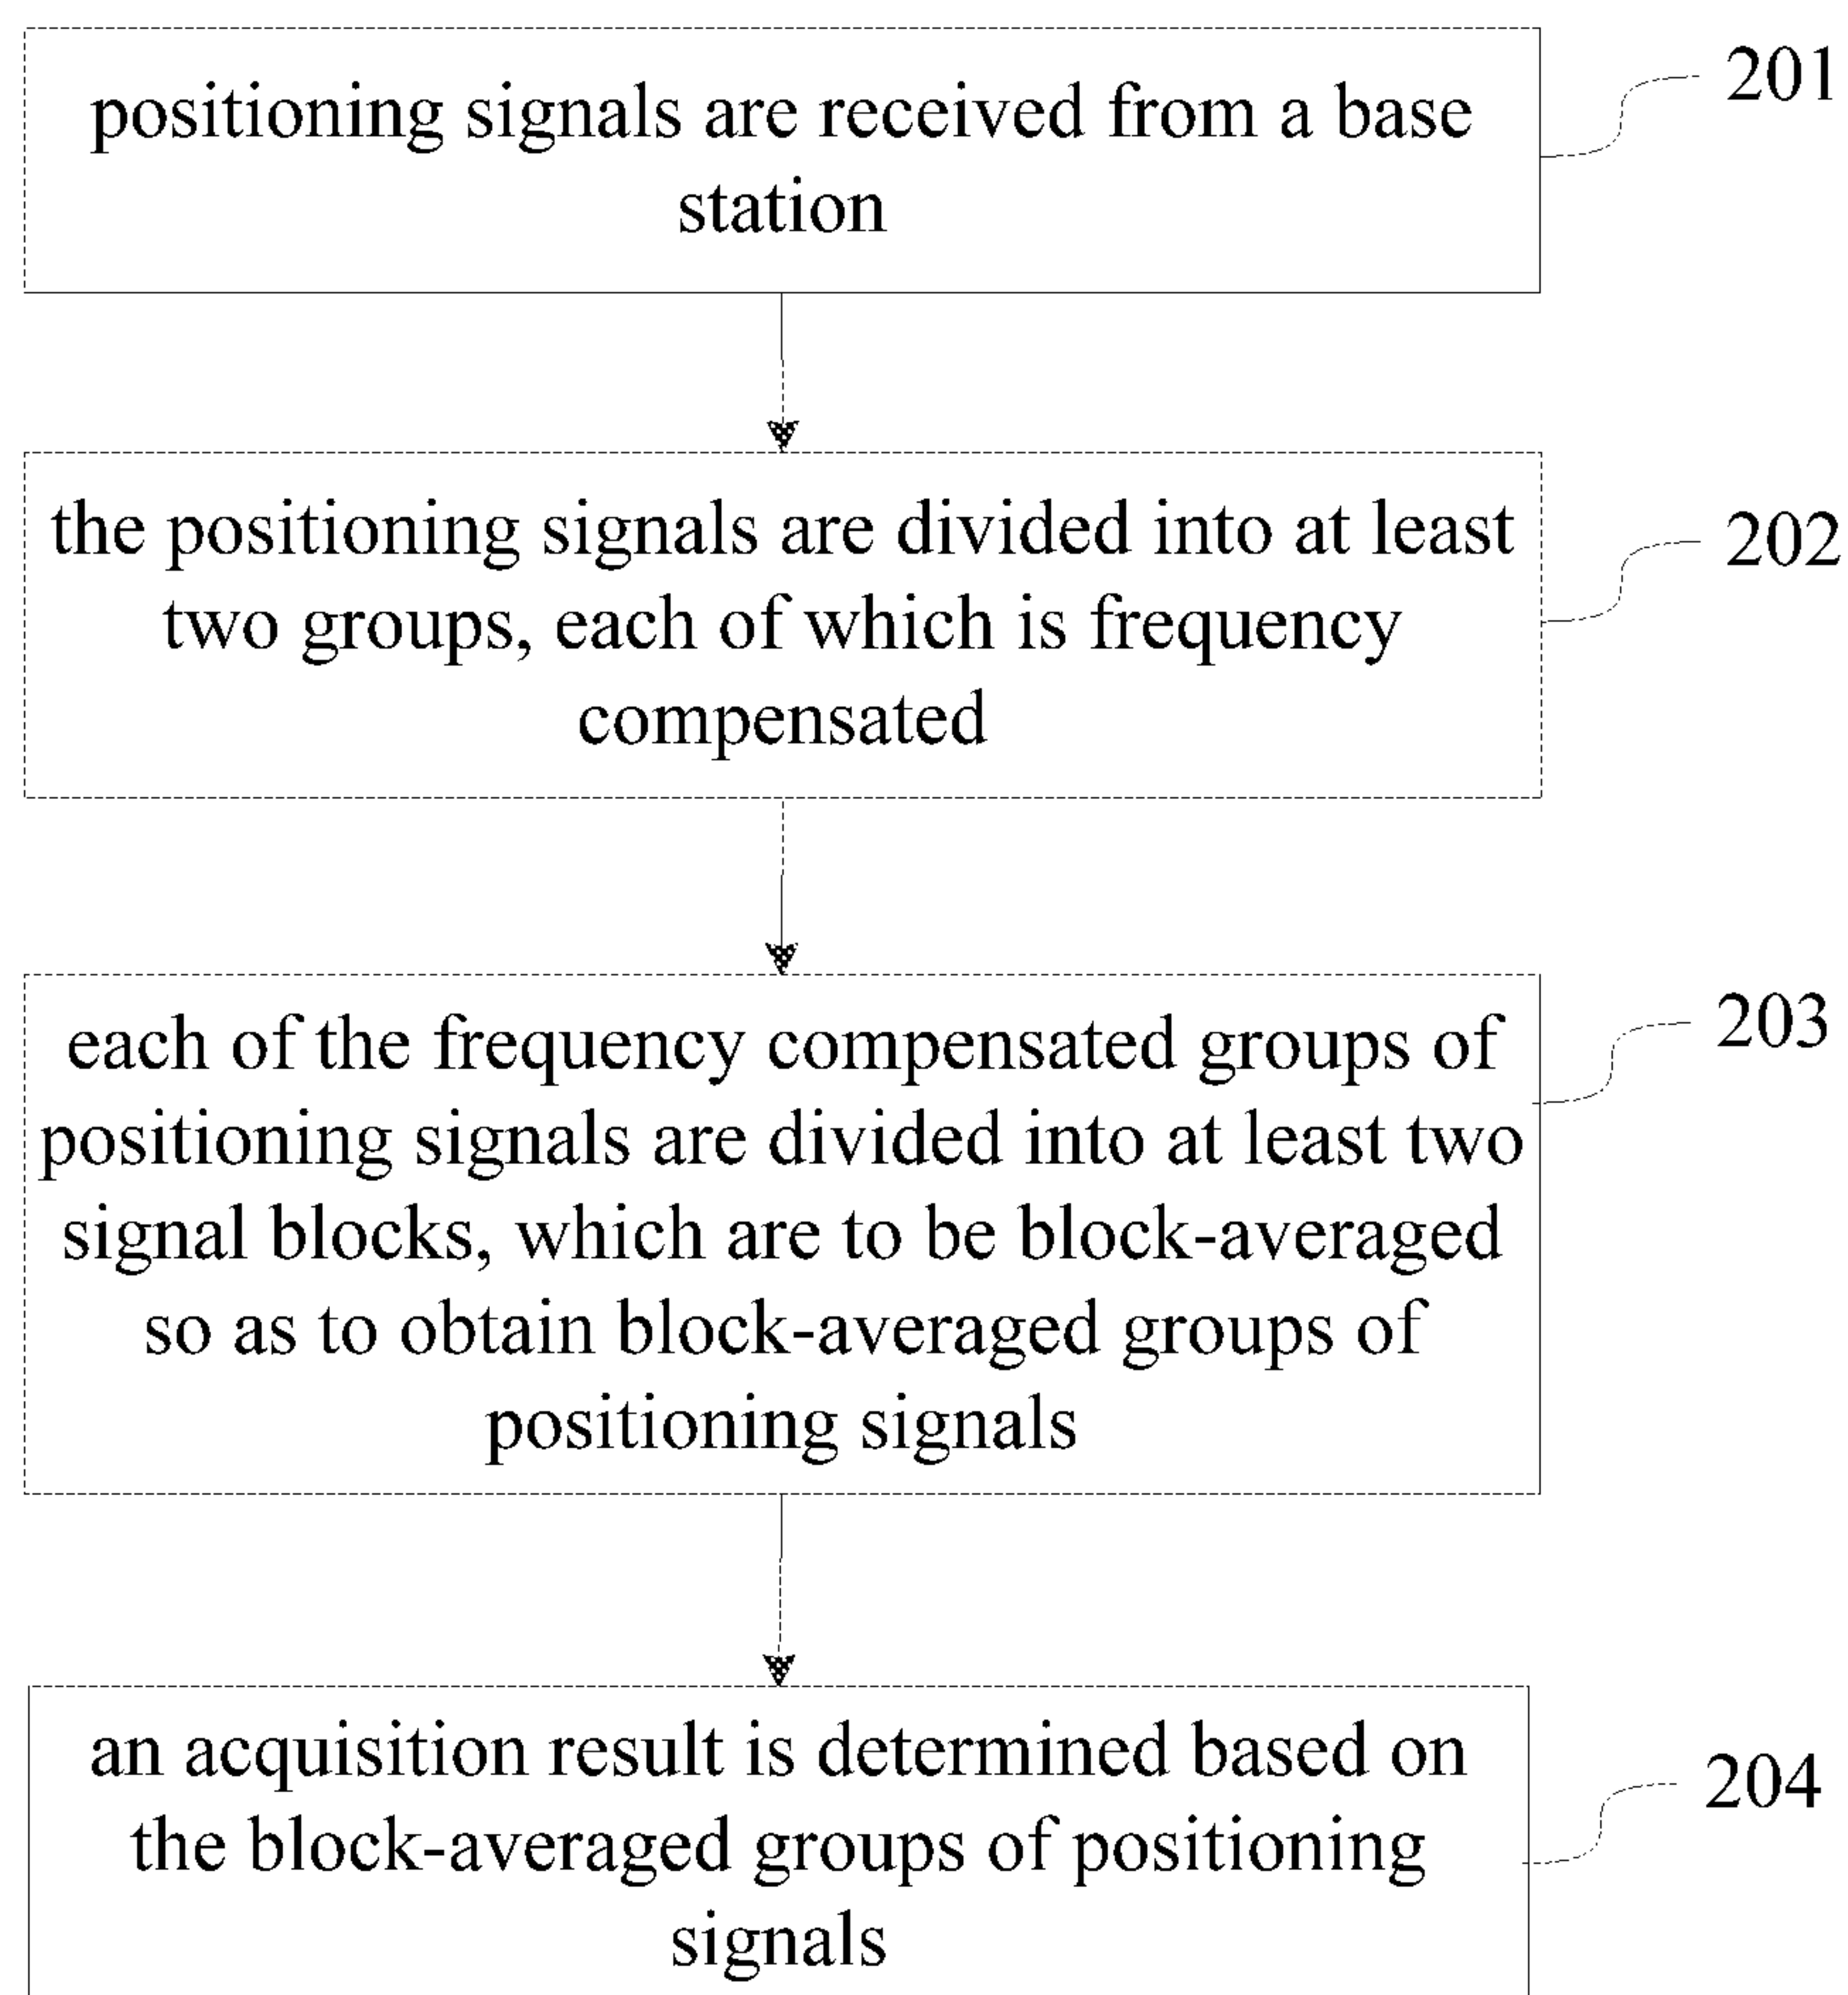 positioning signals are received from a base
station
201
the positioning signals are divided into at least
two groups, each of which is frequency
compensated
202
each of the frequency compensated groups of
positioning signals are divided into at least two
signal blocks, which are to be block-averaged
so as to obtain block-averaged groups of
positioning signals
203
an acquisition result is determined based on
the block-averaged groups of positioning
signals
204